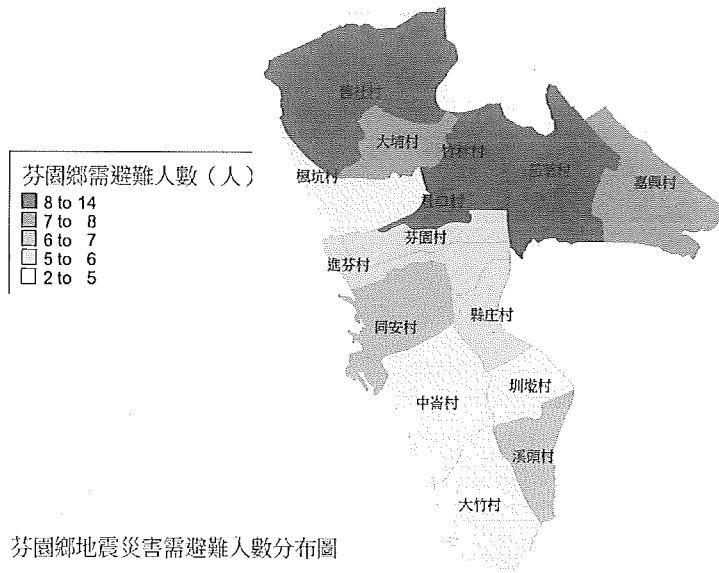 舊社村
大埔村
竹林村
楓坑村
嘉興村
芬園鄉需避難人數（人）
8 to 14
7 to 8
6 to 7
5 to 6
2 to 5
芬園村
進芬村
縣庄村
同安村
圳墘村
中崙村
溪頭村
大竹村
芬園鄉地震災害需避難人數分布圖